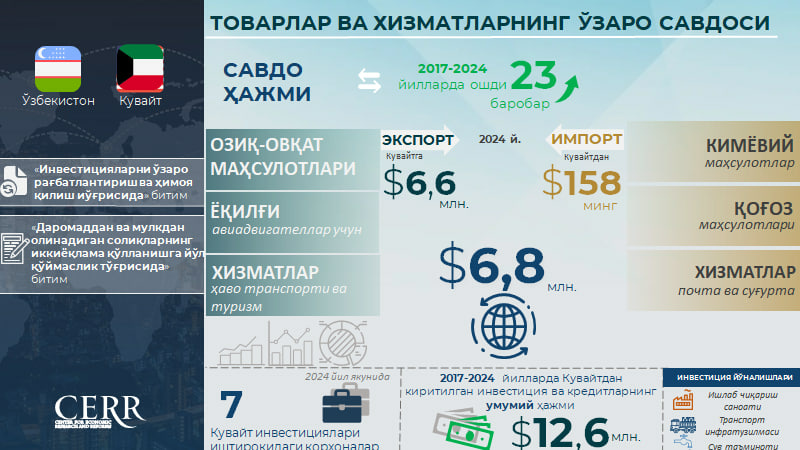 ТОВАРЛАР ВА ХИЗМАТЛАРНИНГ ЎЗАРО САВДОСИ
Ўзбекистон
Кувайт
«Инвестицияларни ўзаро
рағбатлантириш ва ҳимоя
қилиш иўғрисида» битим
«Даромаддан ва мулкдан
олинадиган солиқларнинг
иккиёқлама қўлланишга йўл
қўймаслик тўғрисида»
битим
CERR
CENTER FOR ECONOMIC
RESEARCH AND REFORMS
САВДО
ҲАЖМИ
2017-2024
йилларда ошди
23
баробар
ОЗИҚ-ОВҚАТ
МАҲСУЛОТЛАРИ
ЁҚИЛҒИ
авиадвигателлар учун
ХИЗМАТЛАР
ҳаво транспорти ва
туризм
ЭКСПОРТ
Кувайтга
$6,6
млн.
2024 й.
ИМПОРТ
Кувайтдан
$158
минг
$6,8
млн.
КИМЁВИЙ
маҳсулотлар
ҚОҒОЗ
маҳсулотлари
ХИЗМАТЛАР
почта ва суғурта
2024 йил якунида
7
Кувайт инвестициялари
иштирокидаги корхоналар
2017-2024 йилларда Кувайтдан
киритилган инвестиция ва кредитларнинг
умумий ҳажми
$12,6
млн.
ИНВЕСТИЦИЯ ЙЎНАЛИШЛАРИ
Ишлаб чиқариш
саноати
Транспорт
инфратузилмаси
Сув таъминоти